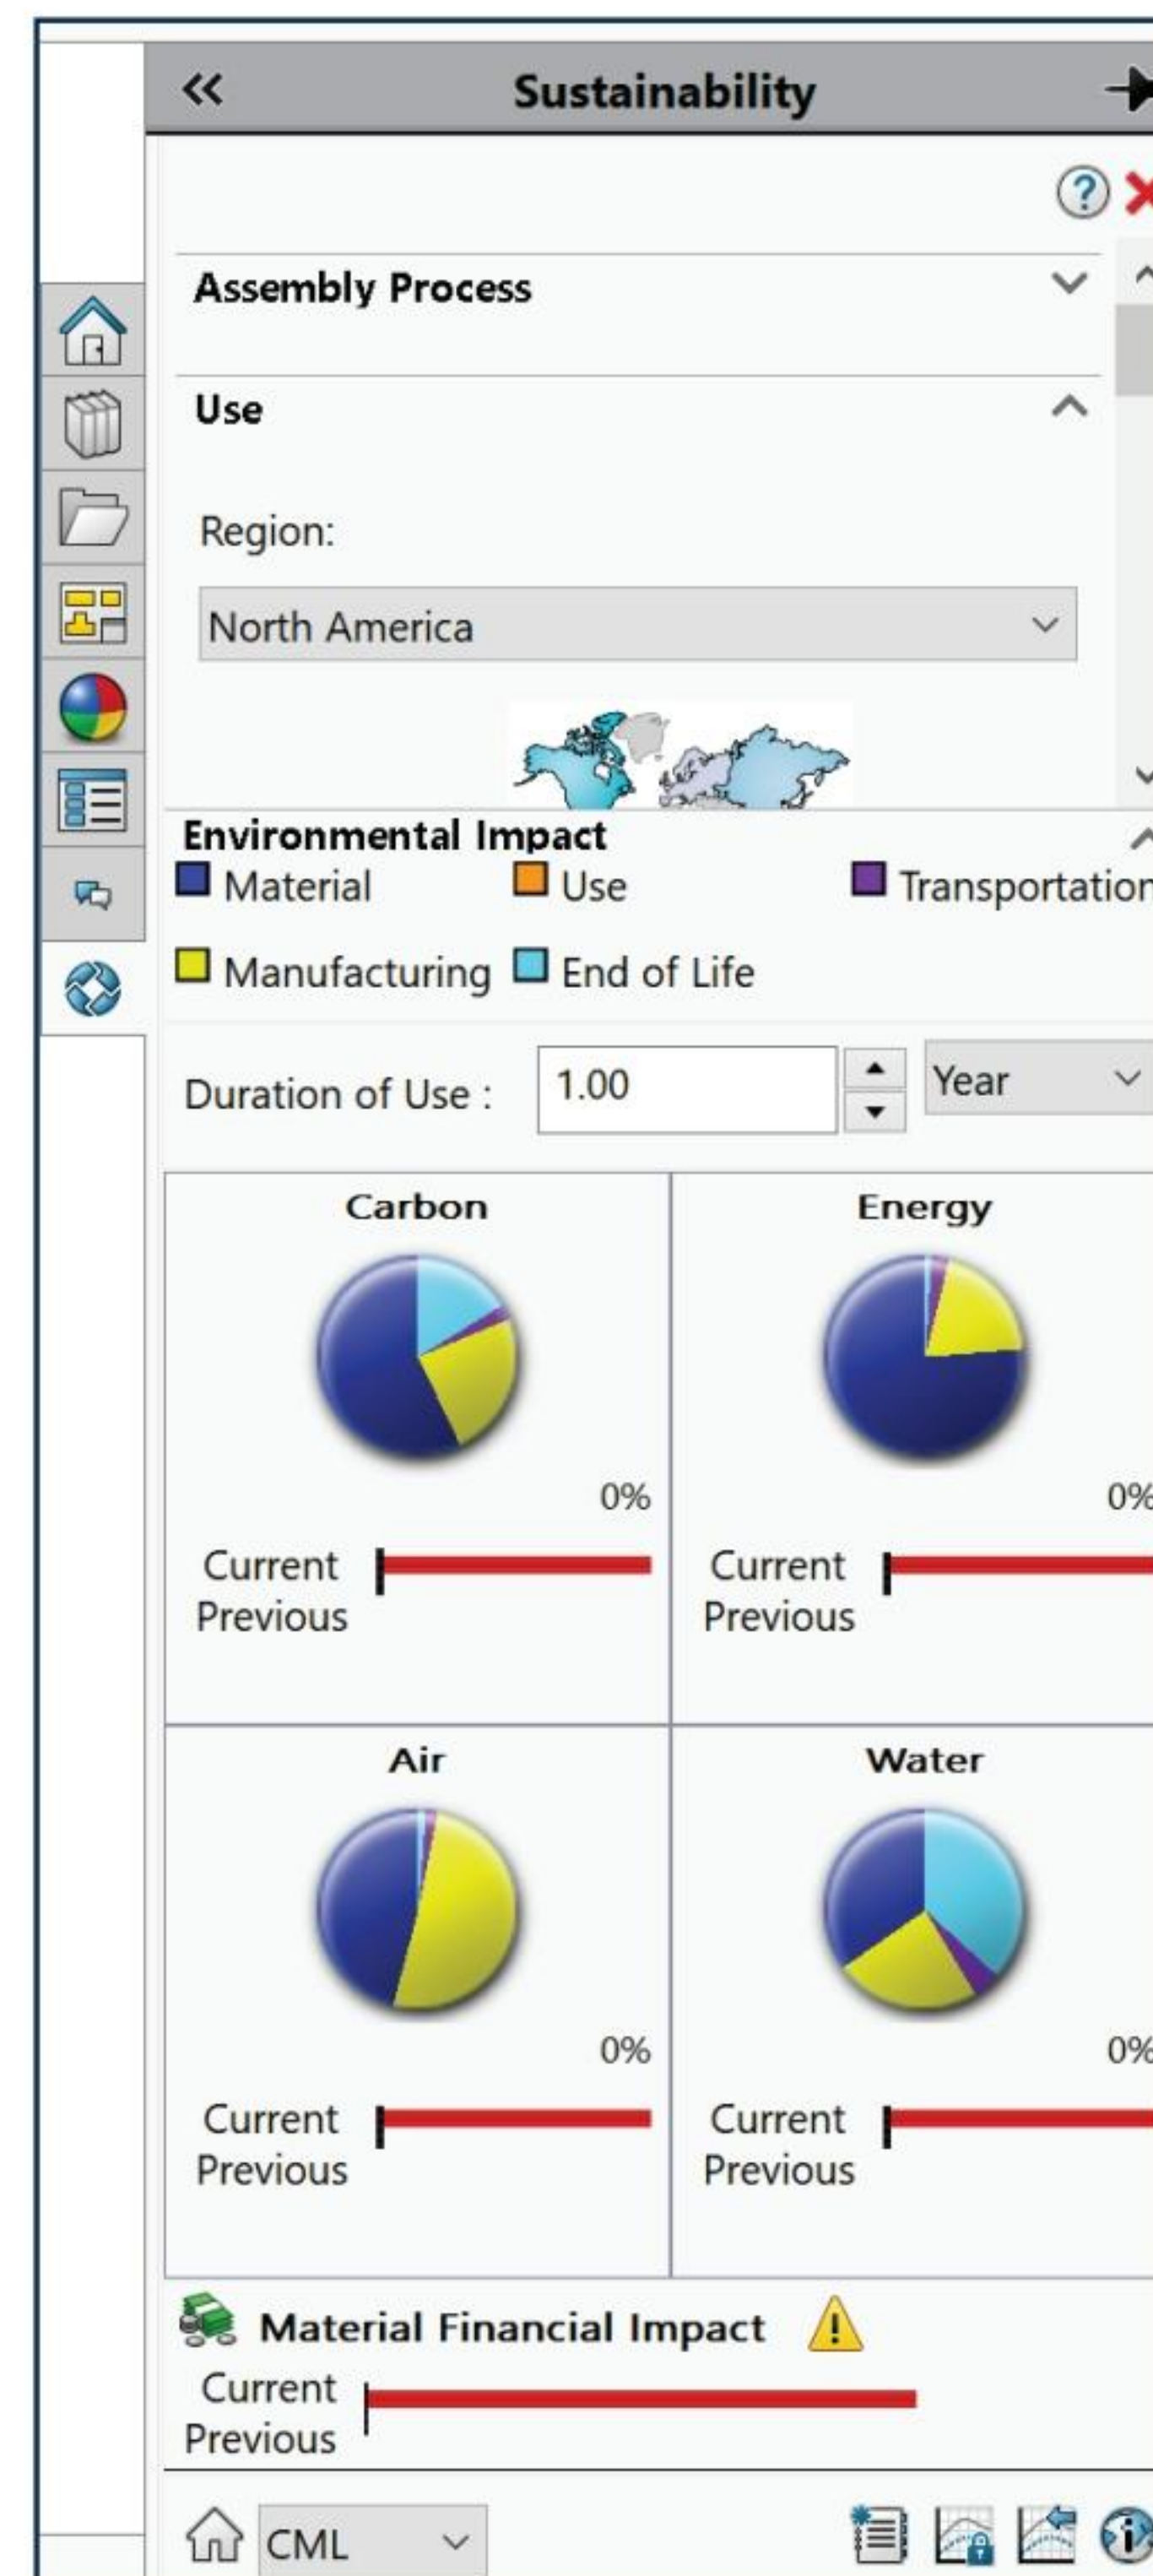 Sustainability
Assembly Process
Use
Region:
North America
Environmental Impact
Material Use Transportation
Manufacturing End of Life
Duration of Use : 1.00 Year
Carbon Energy
0% 0%
Current Current
Previous Previous
Air Water
0% 0%
Current Current
Previous Previous
Material Financial Impact
Current
Previous
CML